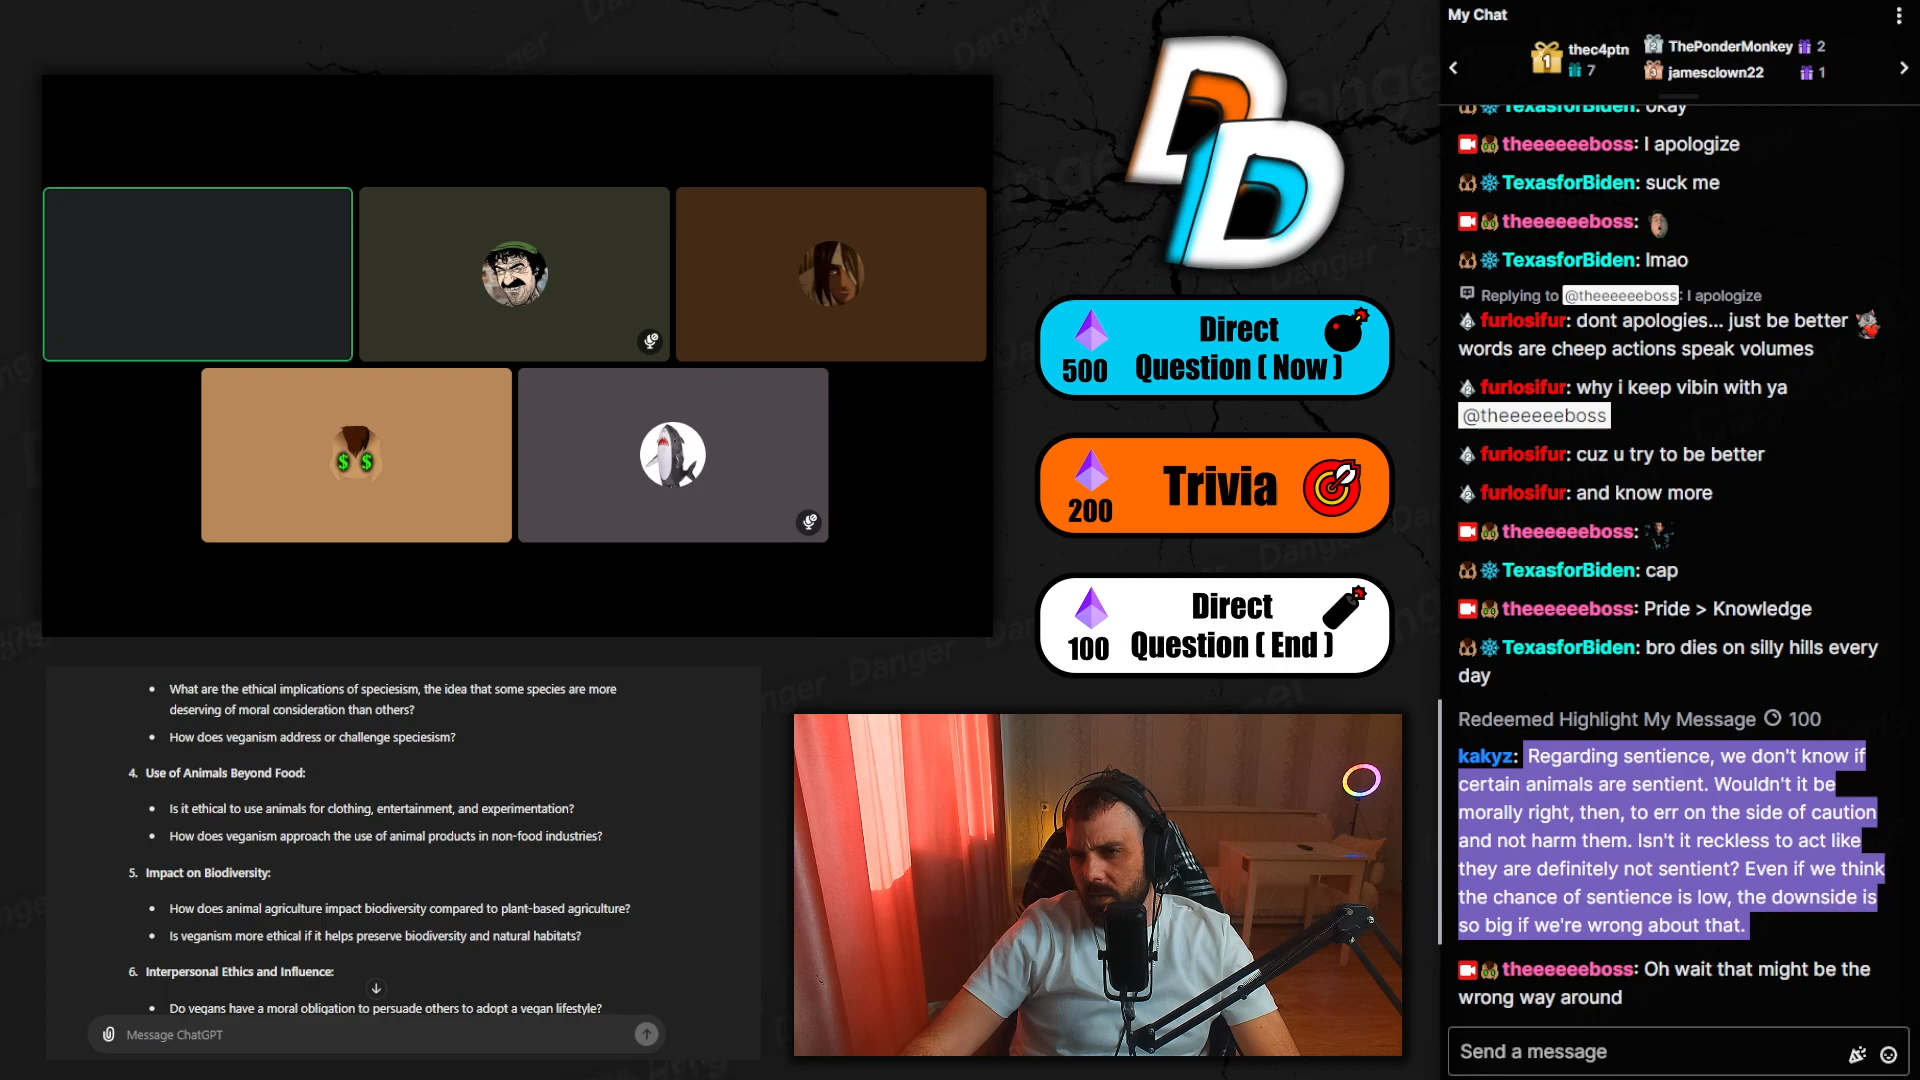 My Chat
thec4ptn
7
ThePonderMonkey 2
jamesclown22 1
TexasforBiden: okay
theeeeeeboss: I apologize
TexasforBiden: suck me
theeeeeeboss:
TexasforBiden: lmao
Replying to @theeeeeeboss: I apologize
furlosifur: dont apologies... just be better
words are cheep actions speak volumes
furlosifur: why i keep vibin with ya
@theeeeeeboss
furlosifur: cuz u try to be better
furlosifur: and know more
theeeeeeboss:
TexasforBiden: cap
theeeeeeboss: Pride > Knowledge
TexasforBiden: bro dies on silly hills every
day
Redeemed Highlight My Message 100
kakyz: Regarding sentience, we don't know if
certain animals are sentient. Wouldn't it be
morally right, then, to err on the side of caution
and not harm them. Isn't it reckless to act like
they are definitely not sentient? Even if we think
the chance of sentience is low, the downside is
so big if we're wrong about that.
theeeeeeboss: Oh wait that might be the
wrong way around
Send a message
DD
500
Direct
Question ( Now )
200
Trivia
100
Direct
Question ( End )
• What are the ethical implications of speciesism, the idea that some species are more
deserving of moral consideration than others?
• How does veganism address or challenge speciesism?
4. Use of Animals Beyond Food:
• Is it ethical to use animals for clothing, entertainment, and experimentation?
• How does veganism approach the use of animal products in non-food industries?
5. Impact on Biodiversity:
• How does animal agriculture impact biodiversity compared to plant-based agriculture?
• Is veganism more ethical if it helps preserve biodiversity and natural habitats?
6. Interpersonal Ethics and Influence:
• Do vegans have a moral obligation to persuade others to adopt a vegan lifestyle?
Message ChatGPT